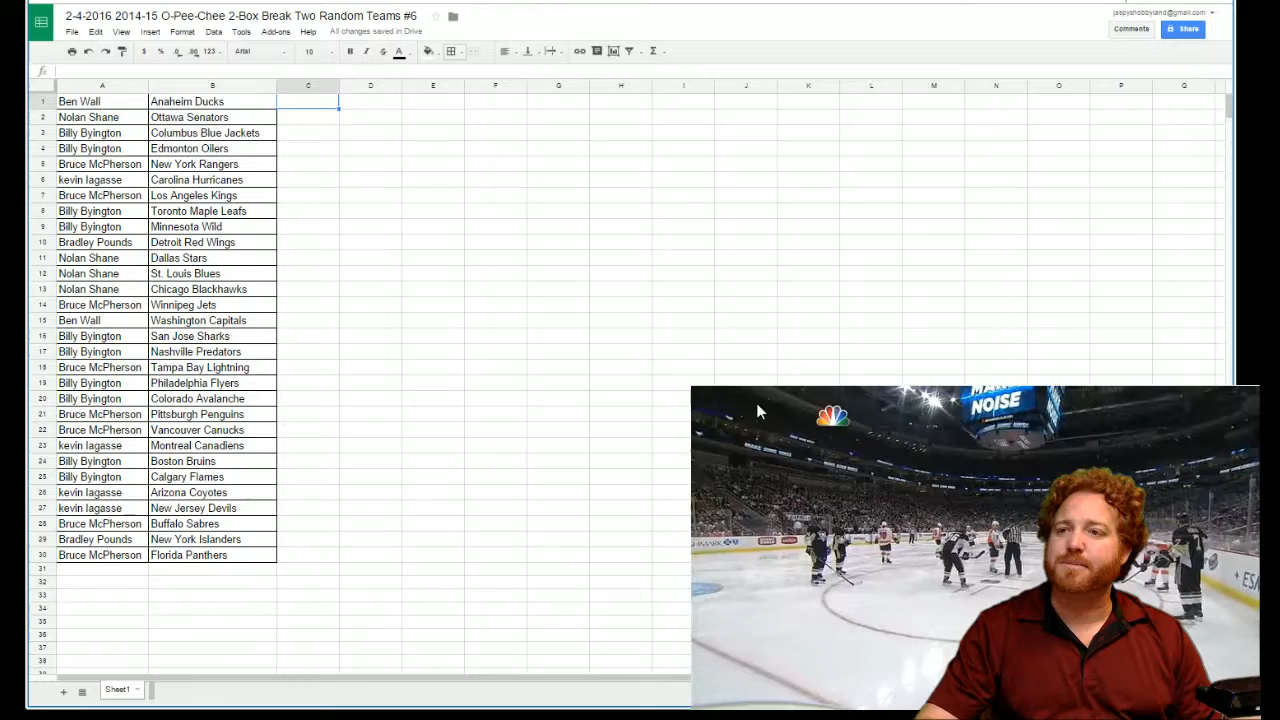 2-4-2016 2014-15 O-Pee-Chee 2-Box Break Two Random Teams #6
jaspyshobbyland@gmail.com
File Edit View Insert Format Data Tools Add-ons Help All changes saved in Drive
Comments Share
$ % .0 .00 123 Arial 10 B I S A Σ
fx
A B C D E F G H I J K L M N O P Q
1 Ben Wall Anaheim Ducks
2 Nolan Shane Ottawa Senators
3 Billy Byington Columbus Blue Jackets
4 Billy Byington Edmonton Oilers
5 Bruce McPherson New York Rangers
6 kevin lagasse Carolina Hurricanes
7 Bruce McPherson Los Angeles Kings
8 Billy Byington Toronto Maple Leafs
9 Billy Byington Minnesota Wild
10 Bradley Pounds Detroit Red Wings
11 Nolan Shane Dallas Stars
12 Nolan Shane St. Louis Blues
13 Nolan Shane Chicago Blackhawks
14 Bruce McPherson Winnipeg Jets
15 Ben Wall Washington Capitals
16 Billy Byington San Jose Sharks
17 Billy Byington Nashville Predators
18 Bruce McPherson Tampa Bay Lightning
19 Billy Byington Philadelphia Flyers
20 Billy Byington Colorado Avalanche
21 Bruce McPherson Pittsburgh Penguins
22 Bruce McPherson Vancouver Canucks
23 kevin lagasse Montreal Canadiens
24 Billy Byington Boston Bruins
25 Billy Byington Calgary Flames
26 kevin lagasse Arizona Coyotes
27 kevin lagasse New Jersey Devils
28 Bruce McPherson Buffalo Sabres
29 Bradley Pounds New York Islanders
30 Bruce McPherson Florida Panthers
31
32
33
34
35
36
37
38
NOISE
Sheet1